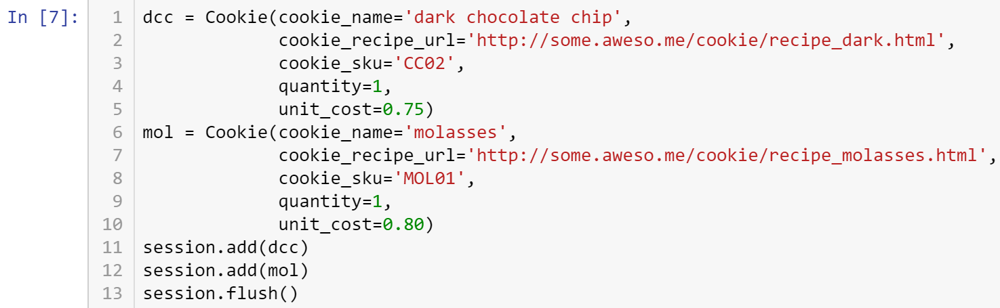 In [7]: 1 dcc = Cookie(cookie_name='dark chocolate chip',
2 cookie_recipe_url='http://some.aweso.me/cookie/recipe_dark.html',
3 cookie_sku='CC02',
4 quantity=1,
5 unit_cost=0.75)
6 mol = Cookie(cookie_name='molasses',
7 cookie_recipe_url='http://some.aweso.me/cookie/recipe_molasses.html',
8 cookie_sku='MOL01',
9 quantity=1,
10 unit_cost=0.80)
11 session.add(dcc)
12 session.add(mol)
13 session.flush()